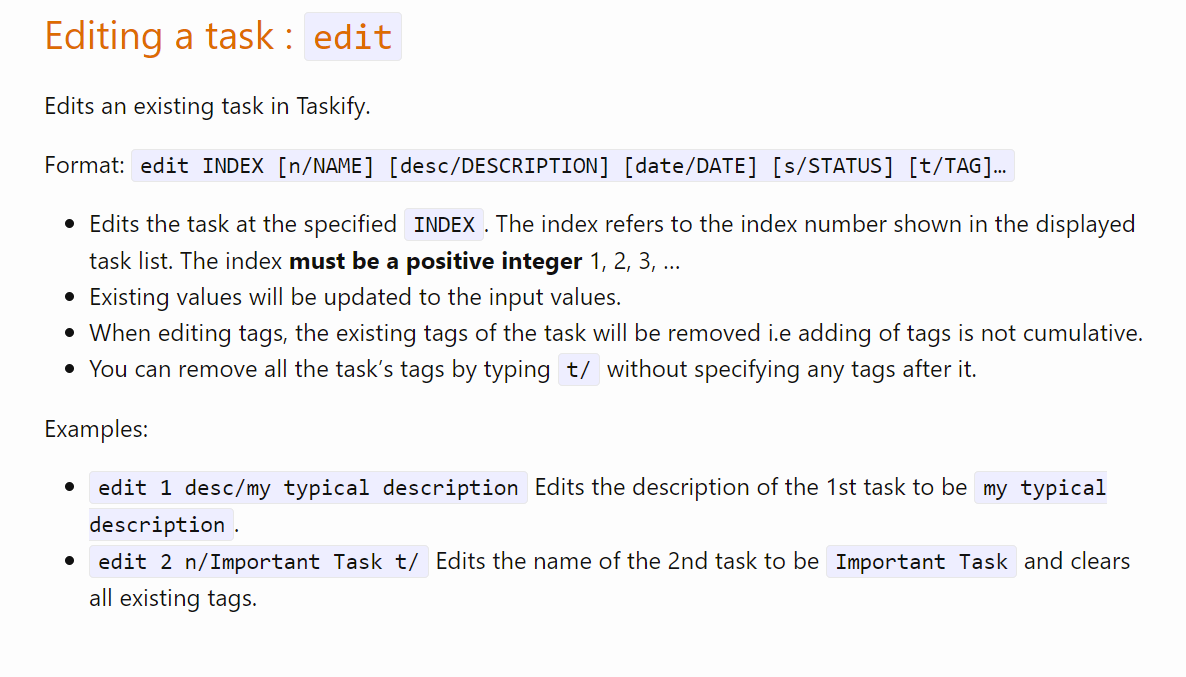 Editing a task : edit
Edits an existing task in Taskify.
Format: edit INDEX [n/NAME] [desc/DESCRIPTION] [date/DATE] [s/STATUS] [t/TAG]…
• Edits the task at the specified INDEX. The index refers to the index number shown in the displayed
task list. The index must be a positive integer 1, 2, 3, …
• Existing values will be updated to the input values.
• When editing tags, the existing tags of the task will be removed i.e adding of tags is not cumulative.
• You can remove all the task’s tags by typing t/ without specifying any tags after it.
Examples:
• edit 1 desc/my typical description Edits the description of the 1st task to be my typical
description.
• edit 2 n/Important Task t/ Edits the name of the 2nd task to be Important Task and clears
all existing tags.